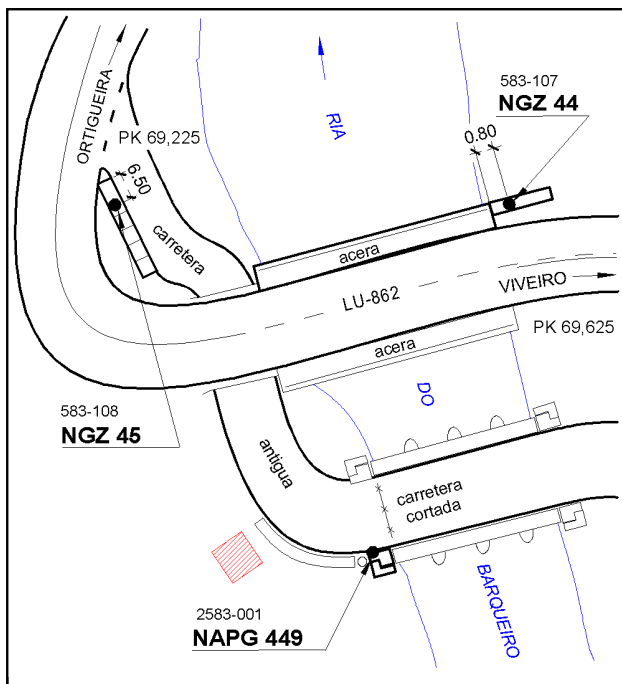 583-107
NGZ 44
0.80
ORTIGUEIRA
PK 69,225
RIA
6.50
carretera
acera
LU-862
VIVEIRO
PK 69,625
acera
DO
583-108
NGZ 45
antigua
carretera
cortada
2583-001
NAPG 449
BARQUEIRO